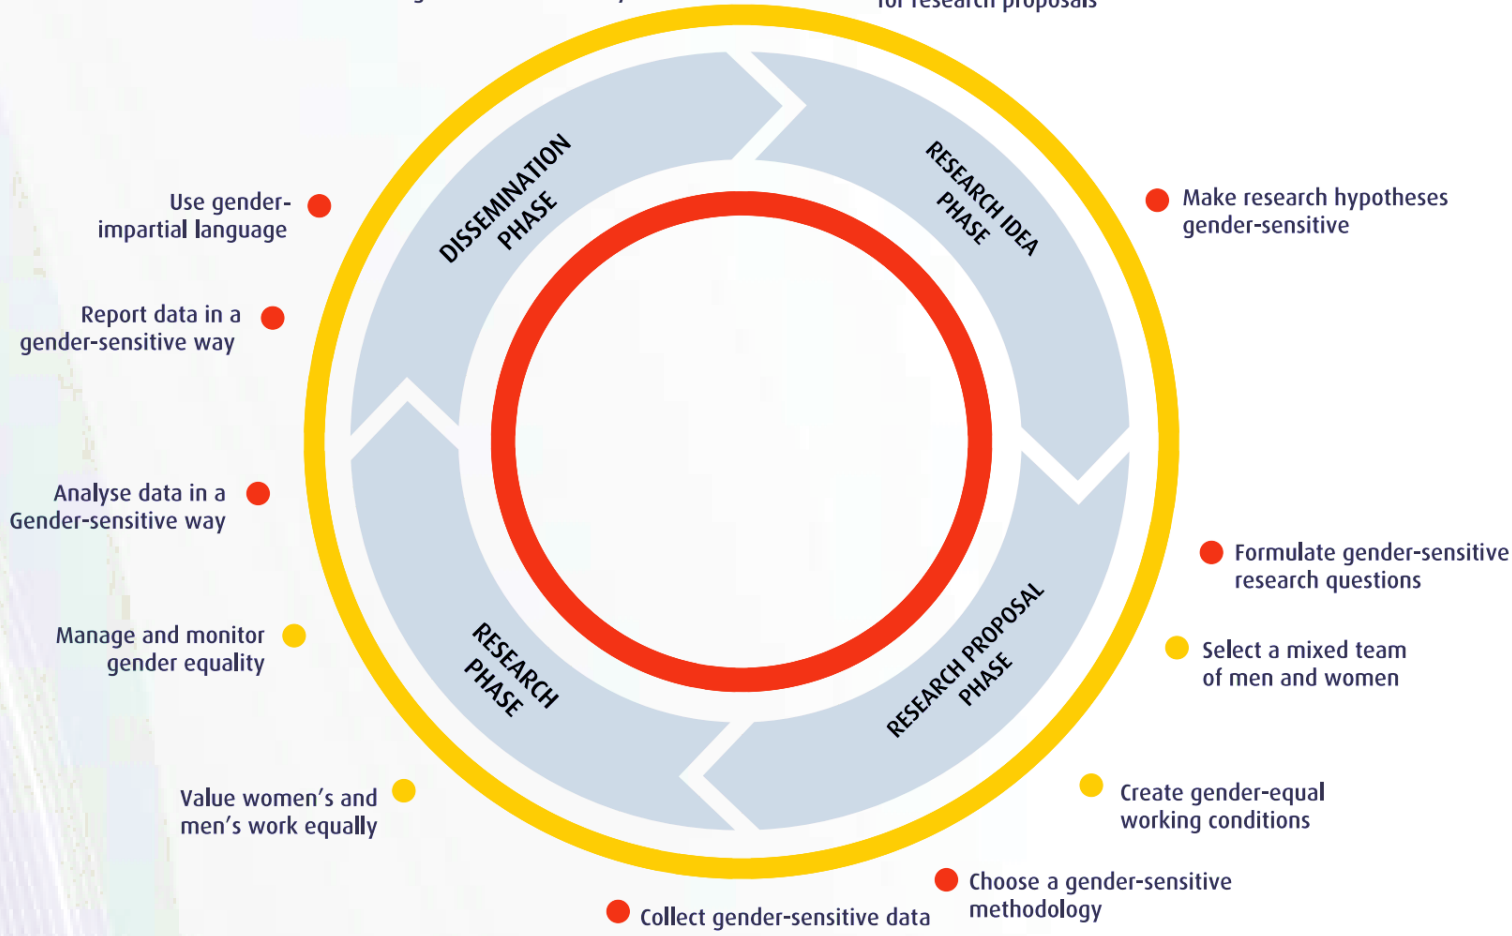 for research proposals
DISSEMINATION
PHASE
RESEARCH IDEA
PHASE
Use gender-
impartial language
Make research hypotheses
gender-sensitive
Report data in a
gender-sensitive way
Analyse data in a
Gender-sensitive way
Formulate gender-sensitive
research questions
RESEARCH
PHASE
RESEARCH PROPOSAL
PHASE
Manage and monitor
gender equality
Select a mixed team
of men and women
Value women's and
men's work equally
Create gender-equal
working conditions
Choose a gender-sensitive
methodology
Collect gender-sensitive data